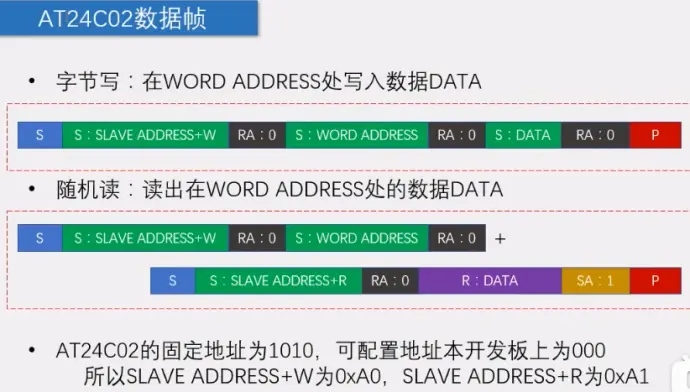 AT24C02数据帧
• 字节写：在WORD ADDRESS处写入数据DATA
S S：SLAVE ADDRESS+W RA：0 S：WORD ADDRESS RA：0 S：DATA RA：0 P
• 随机读：读出在WORD ADDRESS处的数据DATA
S S：SLAVE ADDRESS+W RA：0 S：WORD ADDRESS RA：0 +
S S：SLAVE ADDRESS+R RA：0 R：DATA SA：1 P
• AT24C02的固定地址为1010，可配置地址本开发板上为000
所以SLAVE ADDRESS+W为0xA0，SLAVE ADDRESS+R为0xA1